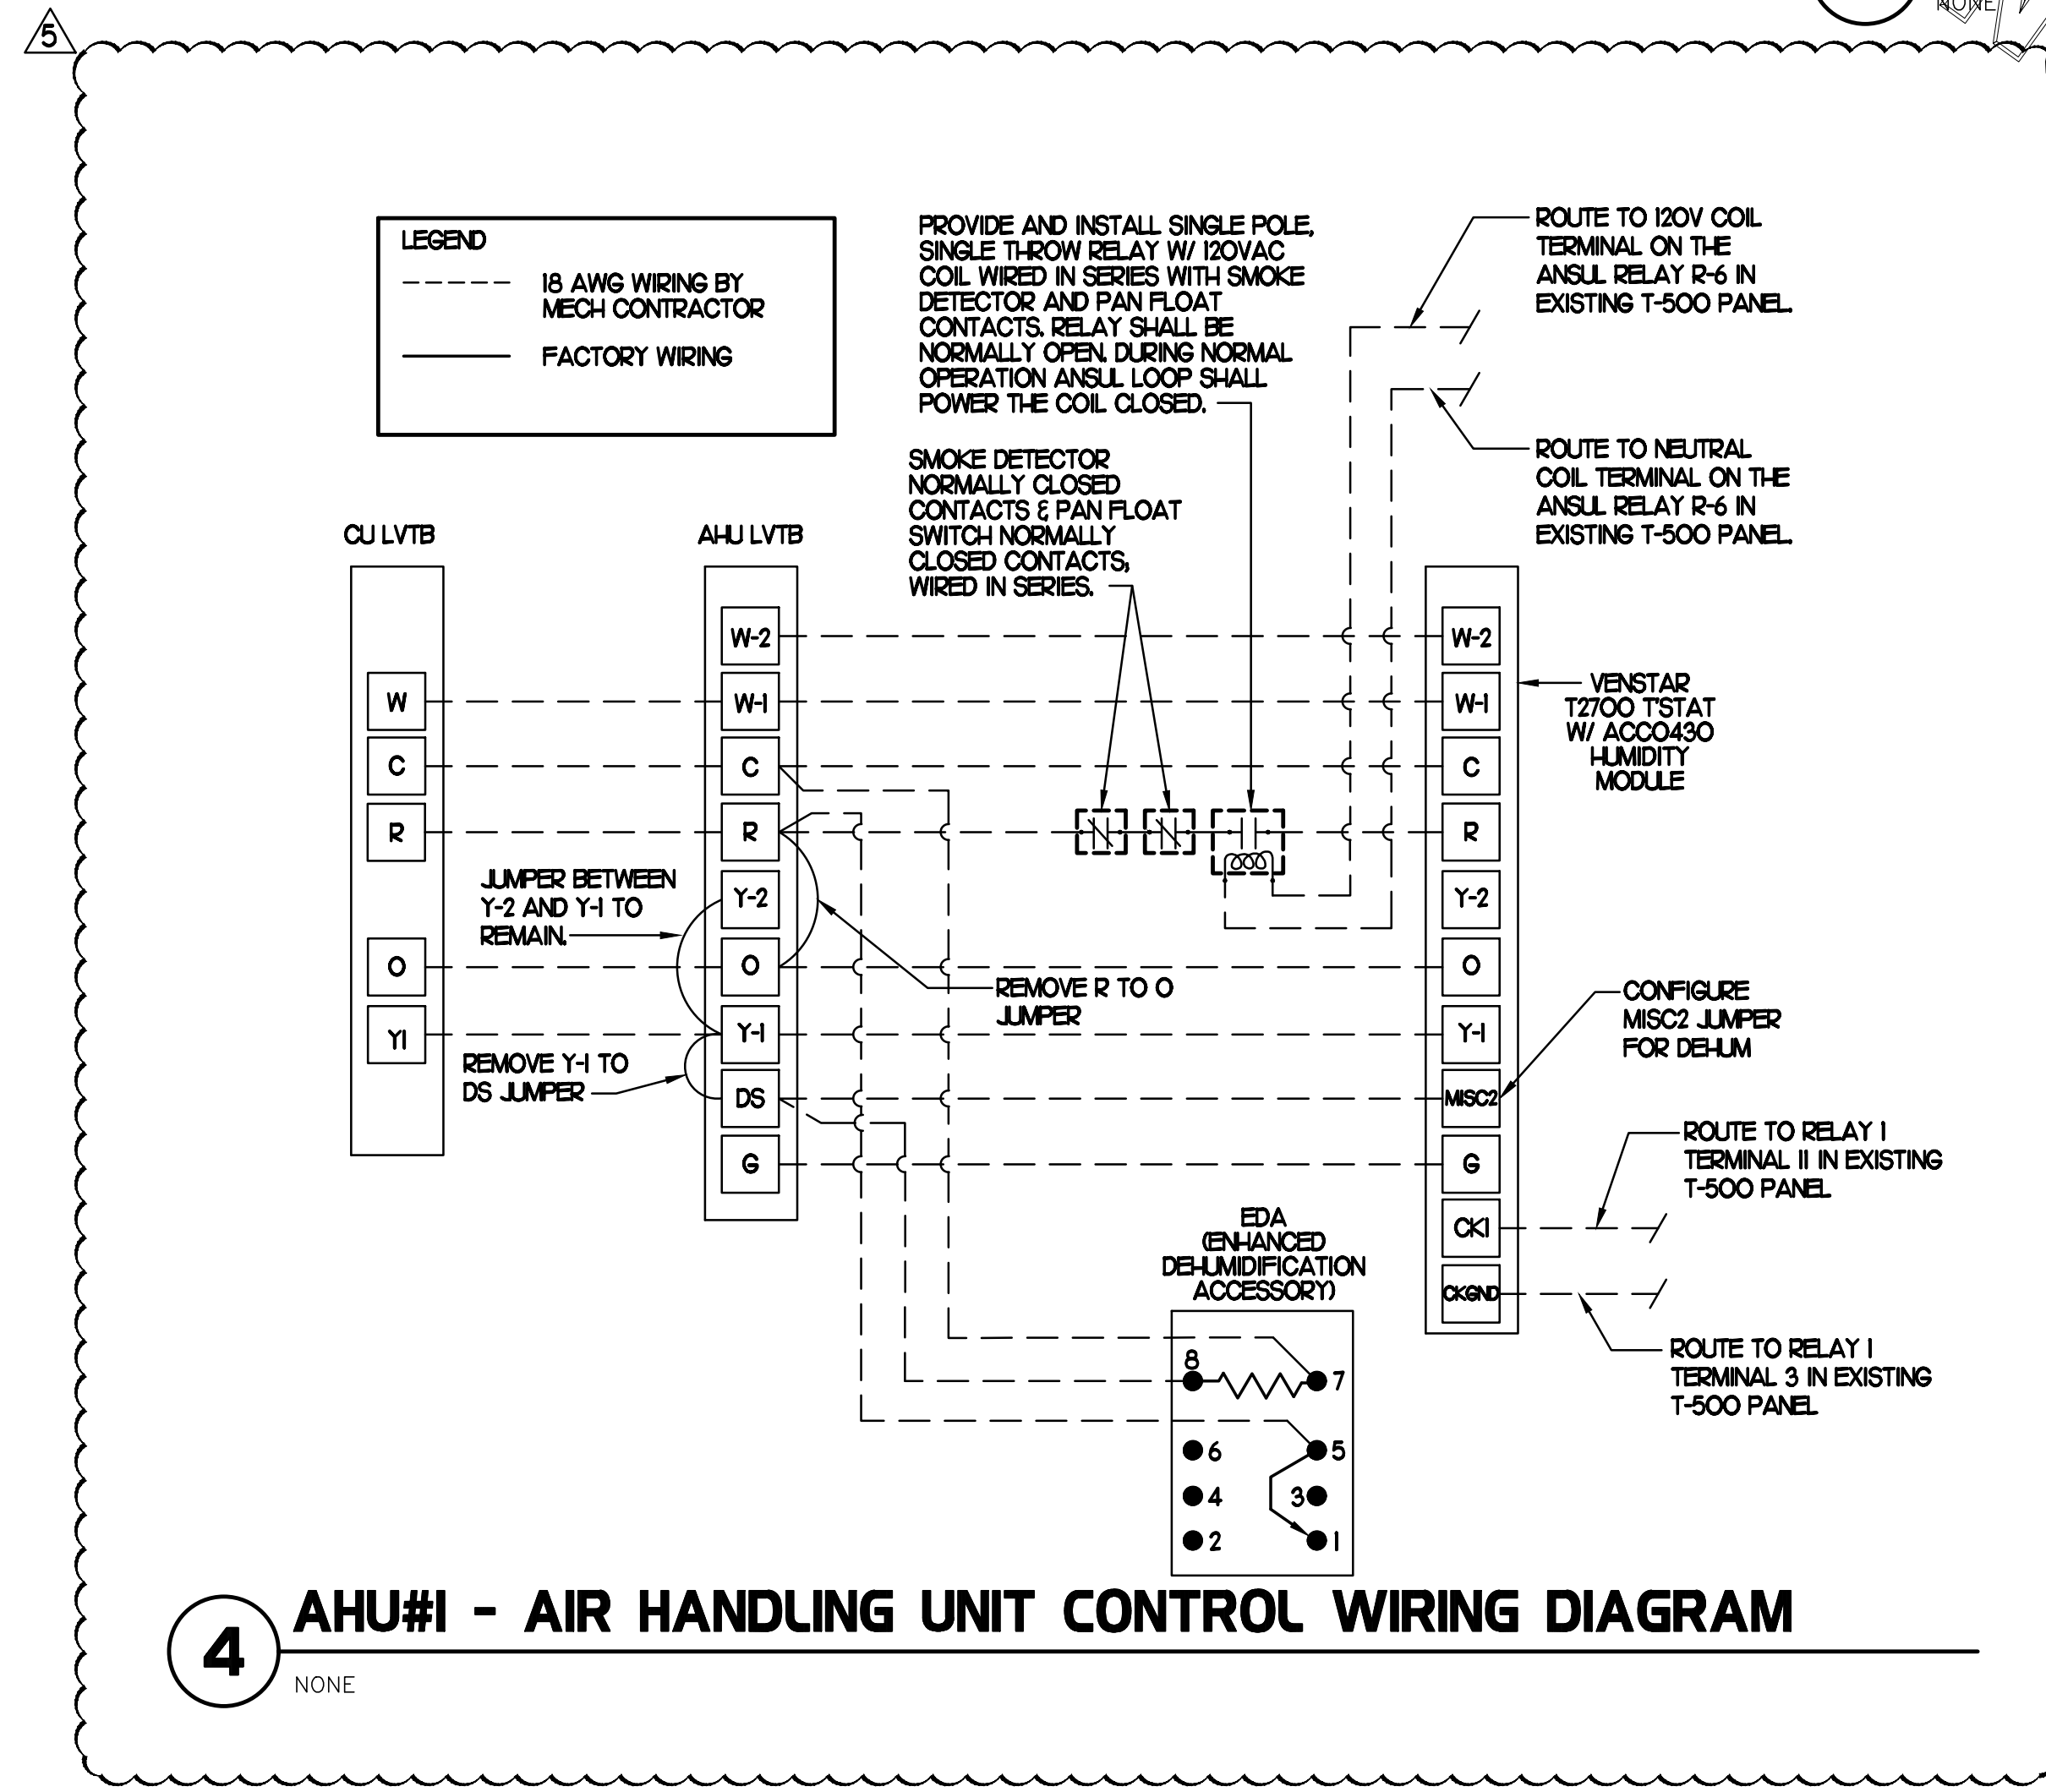 5
NONE
LEGEND
18 AWG WIRING BY
MECH CONTRACTOR
FACTORY WIRING
PROVIDE AND INSTALL SINGLE POLE,
SINGLE THROW RELAY W/ 120VAC
COIL WIRED IN SERIES WITH SMOKE
DETECTOR AND PAN FLOAT
CONTACTS. RELAY SHALL BE
NORMALLY OPEN. DURING NORMAL
OPERATION ANSUL LOOP SHALL
POWER THE COIL CLOSED.
SMOKE DETECTOR
NORMALLY CLOSED
CONTACTS & PAN FLOAT
SWITCH NORMALLY
CLOSED CONTACTS,
WIRED IN SERIES.
ROUTE TO 120V COIL
TERMINAL ON THE
ANSUL RELAY R-6 IN
EXISTING T-500 PANEL.
ROUTE TO NEUTRAL
COIL TERMINAL ON THE
ANSUL RELAY R-6 IN
EXISTING T-500 PANEL.
CU LVTB
W
C
R
O
Y1
AHU LVTB
W-2
W-1
C
R
Y-2
O
Y-1
DS
G
W-2
W-1
C
R
Y-2
O
Y-1
MISC2
G
CK1
CKGND
VENSTAR
T2700 T'STAT
W/ ACC0430
HUMIDITY
MODULE
JUMPER BETWEEN
Y-2 AND Y-1 TO
REMAIN.
REMOVE R TO O
JUMPER
REMOVE Y-1 TO
DS JUMPER
CONFIGURE
MISC2 JUMPER
FOR DEHUM
ROUTE TO RELAY 1
TERMINAL 11 IN EXISTING
T-500 PANEL
ROUTE TO RELAY 1
TERMINAL 3 IN EXISTING
T-500 PANEL
EDA
(ENHANCED
DEHUMIDIFICATION
ACCESSORY)
8
7
6
5
4
3
2
1
4
AHU#1 - AIR HANDLING UNIT CONTROL WIRING DIAGRAM
NONE